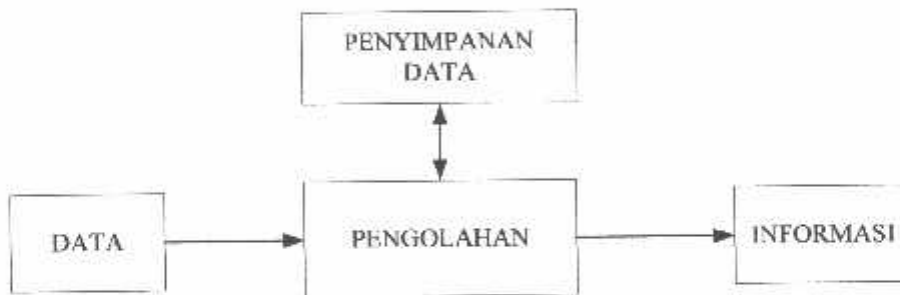 PENYIMPANAN
DATA
DATA
PENGOLAHAN
INFORMASI